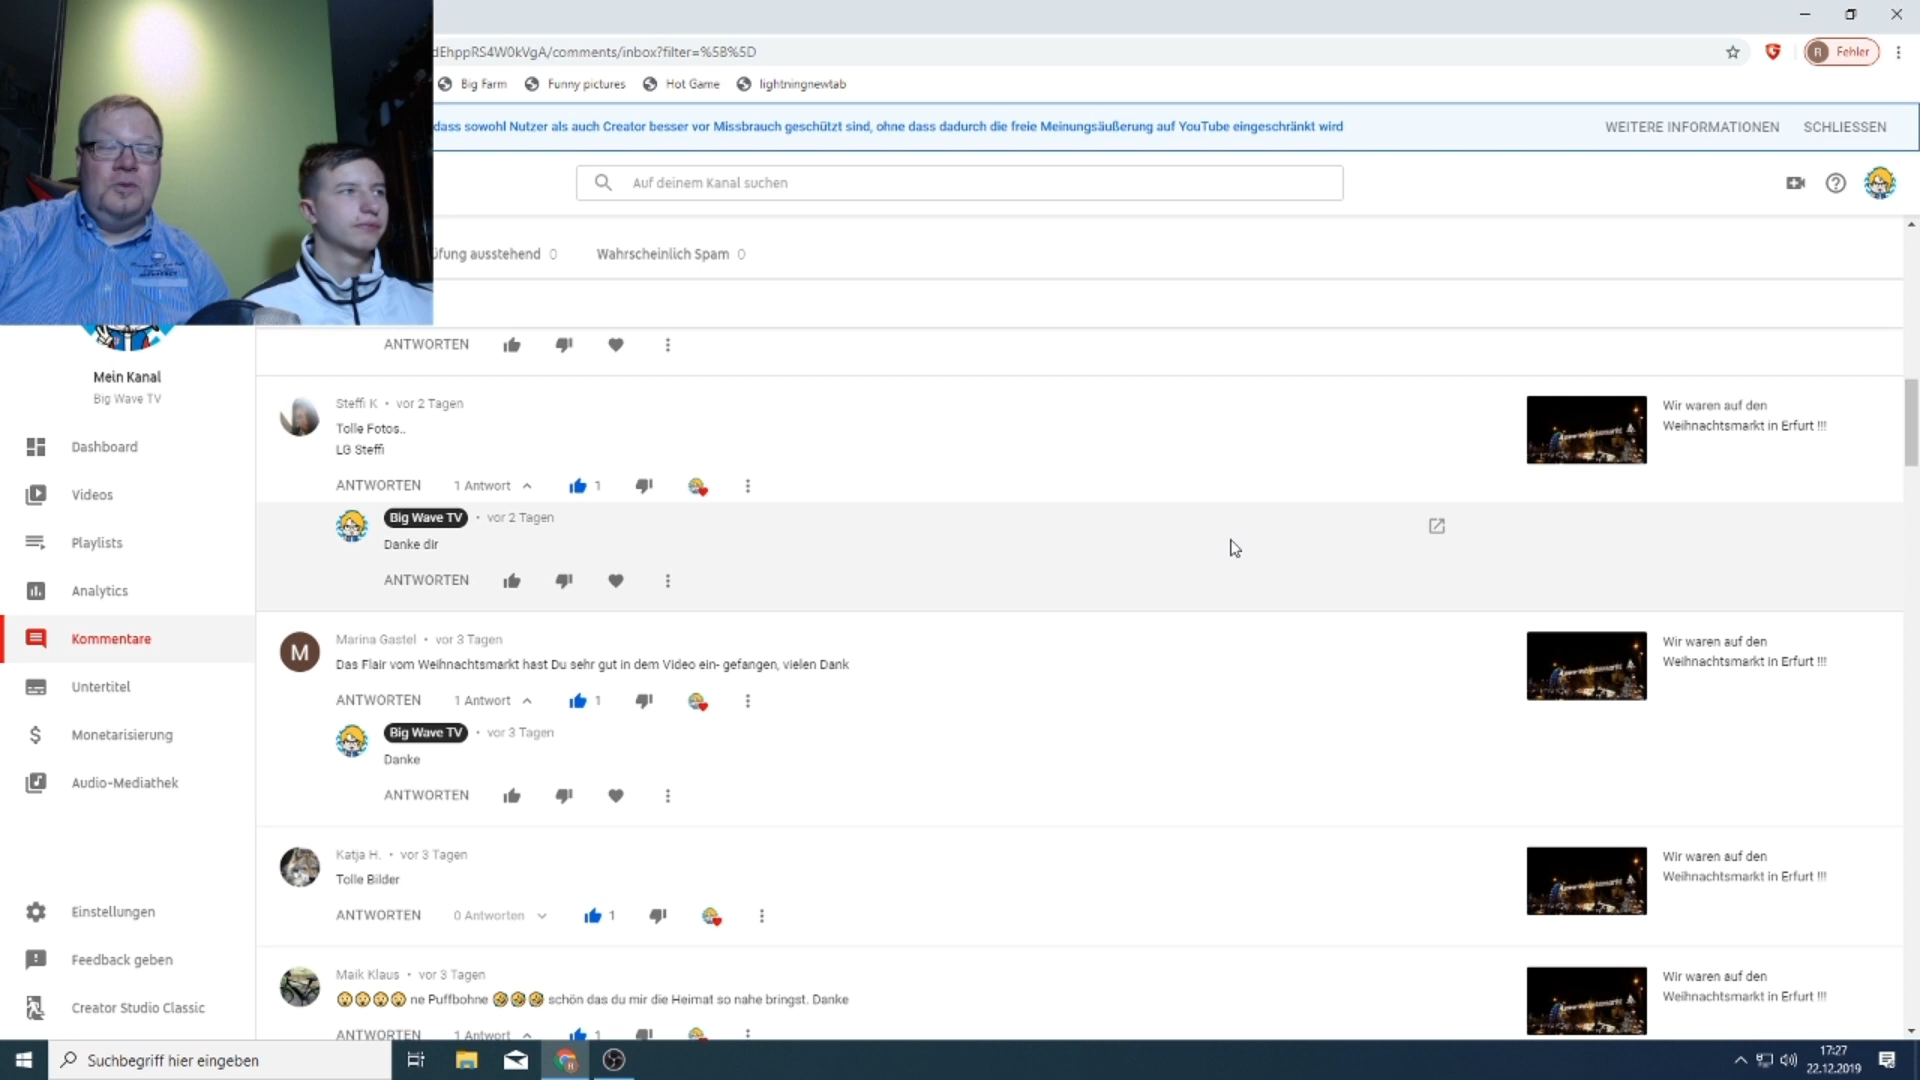 dEhppRS4W0kVgA/comments/inbox?filter=%5B%5D
R Fehler
Big Farm Funny pictures Hot Game lightningnewtab
dass sowohl Nutzer als auch Creator besser vor Missbrauch geschützt sind, ohne dass dadurch die freie Meinungsäußerung auf YouTube eingeschränkt wird WEITERE INFORMATIONEN SCHLIESSEN
Auf deinem Kanal suchen
üfung ausstehend 0 Wahrscheinlich Spam 0
ANTWORTEN
Mein Kanal
Big Wave TV
Dashboard
Videos
Playlists
Analytics
Kommentare
Untertitel
Monetarisierung
Audio-Mediathek
Einstellungen
Feedback geben
Creator Studio Classic
Steffi K • vor 2 Tagen
Tolle Fotos..
LG Steffi
ANTWORTEN 1 Antwort 1
Wir waren auf den
Weihnachtsmarkt in Erfurt !!!
Big Wave TV • vor 2 Tagen
Danke dir
ANTWORTEN
M
Marina Gastel • vor 3 Tagen
Das Flair vom Weihnachtsmarkt hast Du sehr gut in dem Video ein- gefangen, vielen Dank
ANTWORTEN 1 Antwort 1
Wir waren auf den
Weihnachtsmarkt in Erfurt !!!
Big Wave TV • vor 3 Tagen
Danke
ANTWORTEN
Katja H. • vor 3 Tagen
Tolle Bilder
ANTWORTEN 0 Antworten 1
Wir waren auf den
Weihnachtsmarkt in Erfurt !!!
Maik Klaus • vor 3 Tagen
😲😲😲😲 ne Puffbohne 🤣🤣🤣 schön das du mir die Heimat so nahe bringst. Danke
ANTWORTEN 1 Antwort 1
Wir waren auf den
Weihnachtsmarkt in Erfurt !!!
Suchbegriff hier eingeben
17:27
22.12.2019